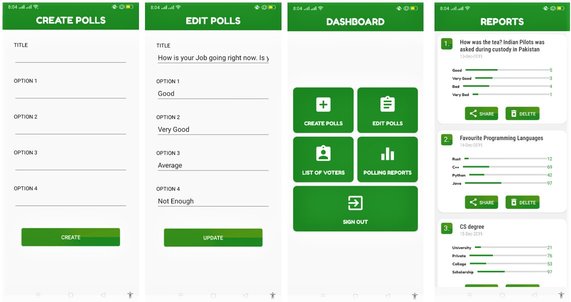 8:04
CREATE POLLS
TITLE
OPTION 1
OPTION 2
OPTION 3
OPTION 4
CREATE
8:04
EDIT POLLS
TITLE
How is your Job going right now. Is y
OPTION 1
Good
OPTION 2
Very Good
OPTION 3
Average
OPTION 4
Not Enough
UPDATE
8:04
DASHBOARD
CREATE POLLS
EDIT POLLS
LIST OF VOTERS
POLLING REPORTS
SIGN OUT
8:04
REPORTS
1. How was the tea? Indian Pilots was
asked during custody in Pakistan
Good 5
Very Good 3
Bad 4
Very Bad 1
SHARE DELETE
2. Favourite Programming Languages
Rust 12
C++ 69
Python 42
Java 97
SHARE DELETE
3. CS degree
University 21
Private 76
College 53
Scholarship 97